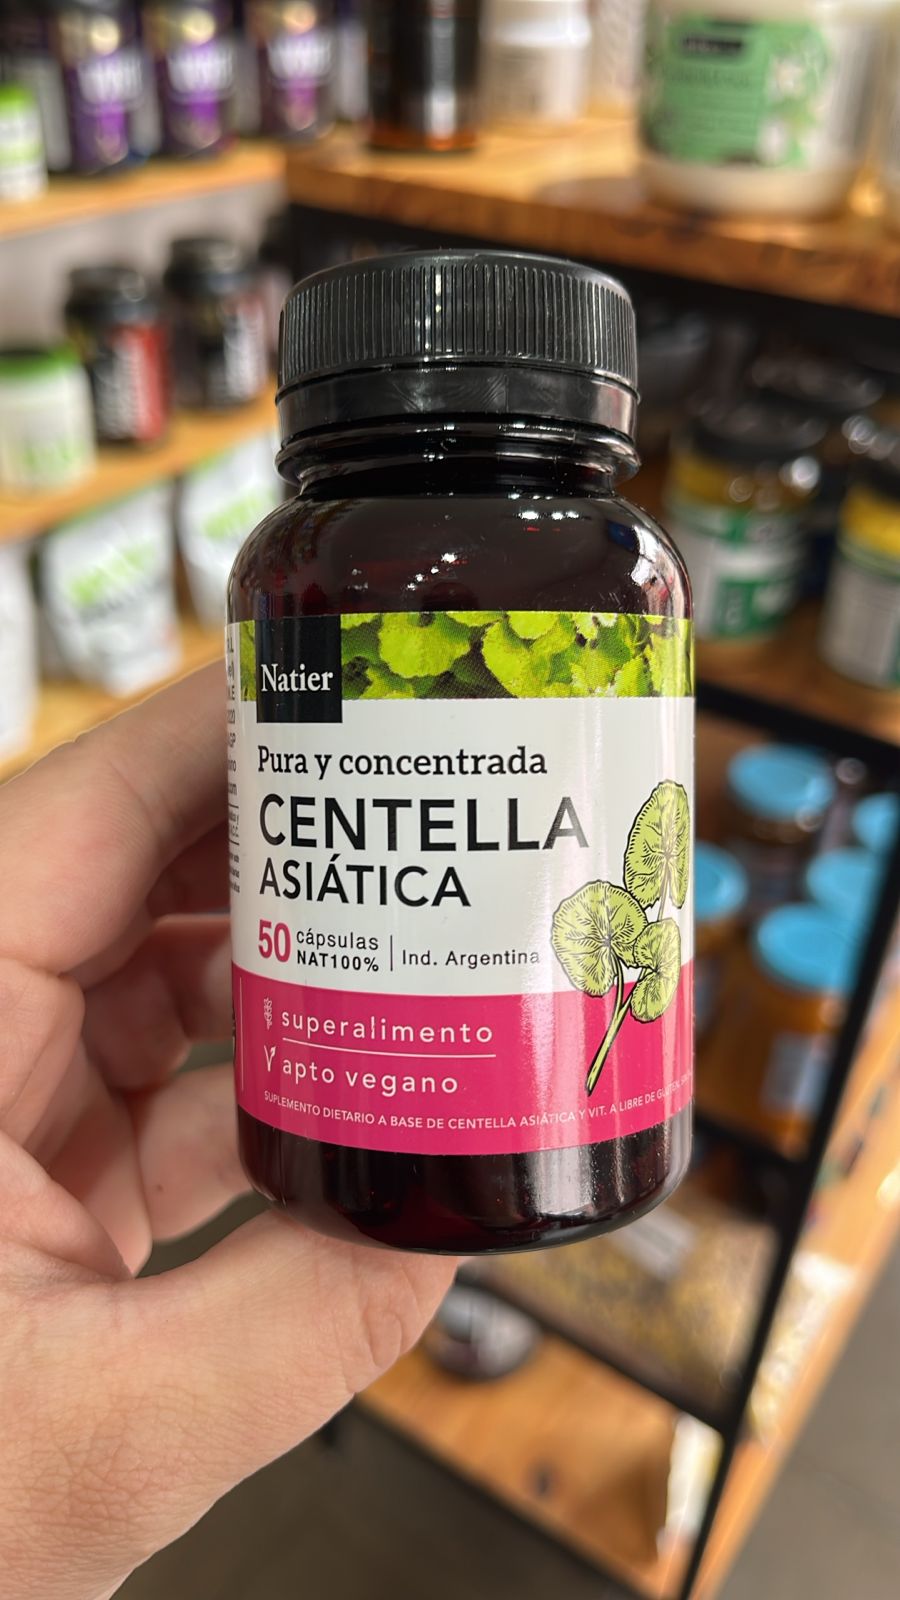 Natier
Pura y concentrada
CENTELLA
ASIÁTICA
50 cápsulas
NAT100%
Ind. Argentina
superalimento
apto vegano
SUPLEMENTO DIETARIO A BASE DE CENTELLA ASIÁTICA Y VIT. A LIBRE DE GLUTEN.